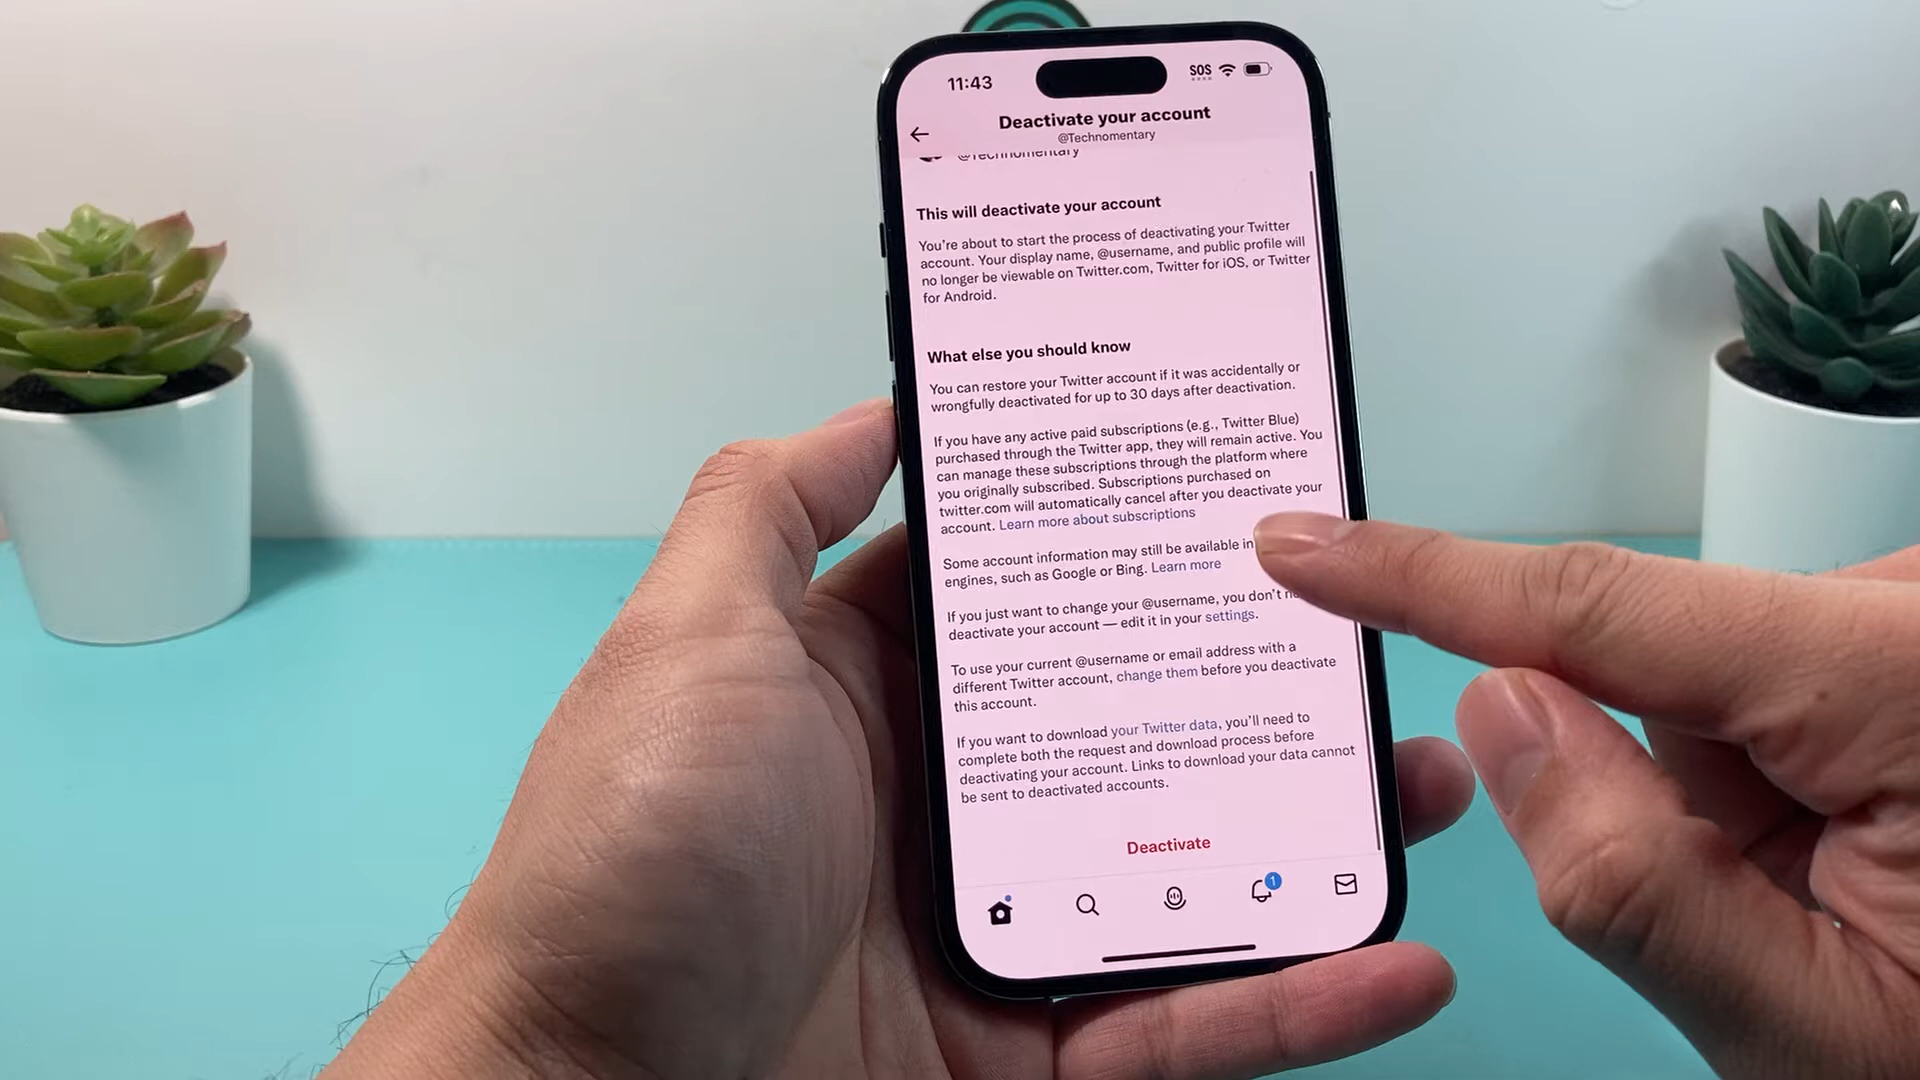 11:43
SOS
Deactivate your account
@Technomentary
@Technomentary
This will deactivate your account
You're about to start the process of deactivating your Twitter
account. Your display name, @username, and public profile will
no longer be viewable on Twitter.com, Twitter for iOS, or Twitter
for Android.
What else you should know
You can restore your Twitter account if it was accidentally or
wrongfully deactivated for up to 30 days after deactivation.
If you have any active paid subscriptions (e.g., Twitter Blue)
purchased through the Twitter app, they will remain active. You
can manage these subscriptions through the platform where
you originally subscribed. Subscriptions purchased on
twitter.com will automatically cancel after you deactivate your
account. Learn more about subscriptions
Some account information may still be available in
engines, such as Google or Bing. Learn more
If you just want to change your @username, you don't
deactivate your account — edit it in your settings.
To use your current @username or email address with a
different Twitter account, change them before you deactivate
this account.
If you want to download your Twitter data, you'll need to
complete both the request and download process before
deactivating your account. Links to download your data cannot
be sent to deactivated accounts.
Deactivate
1